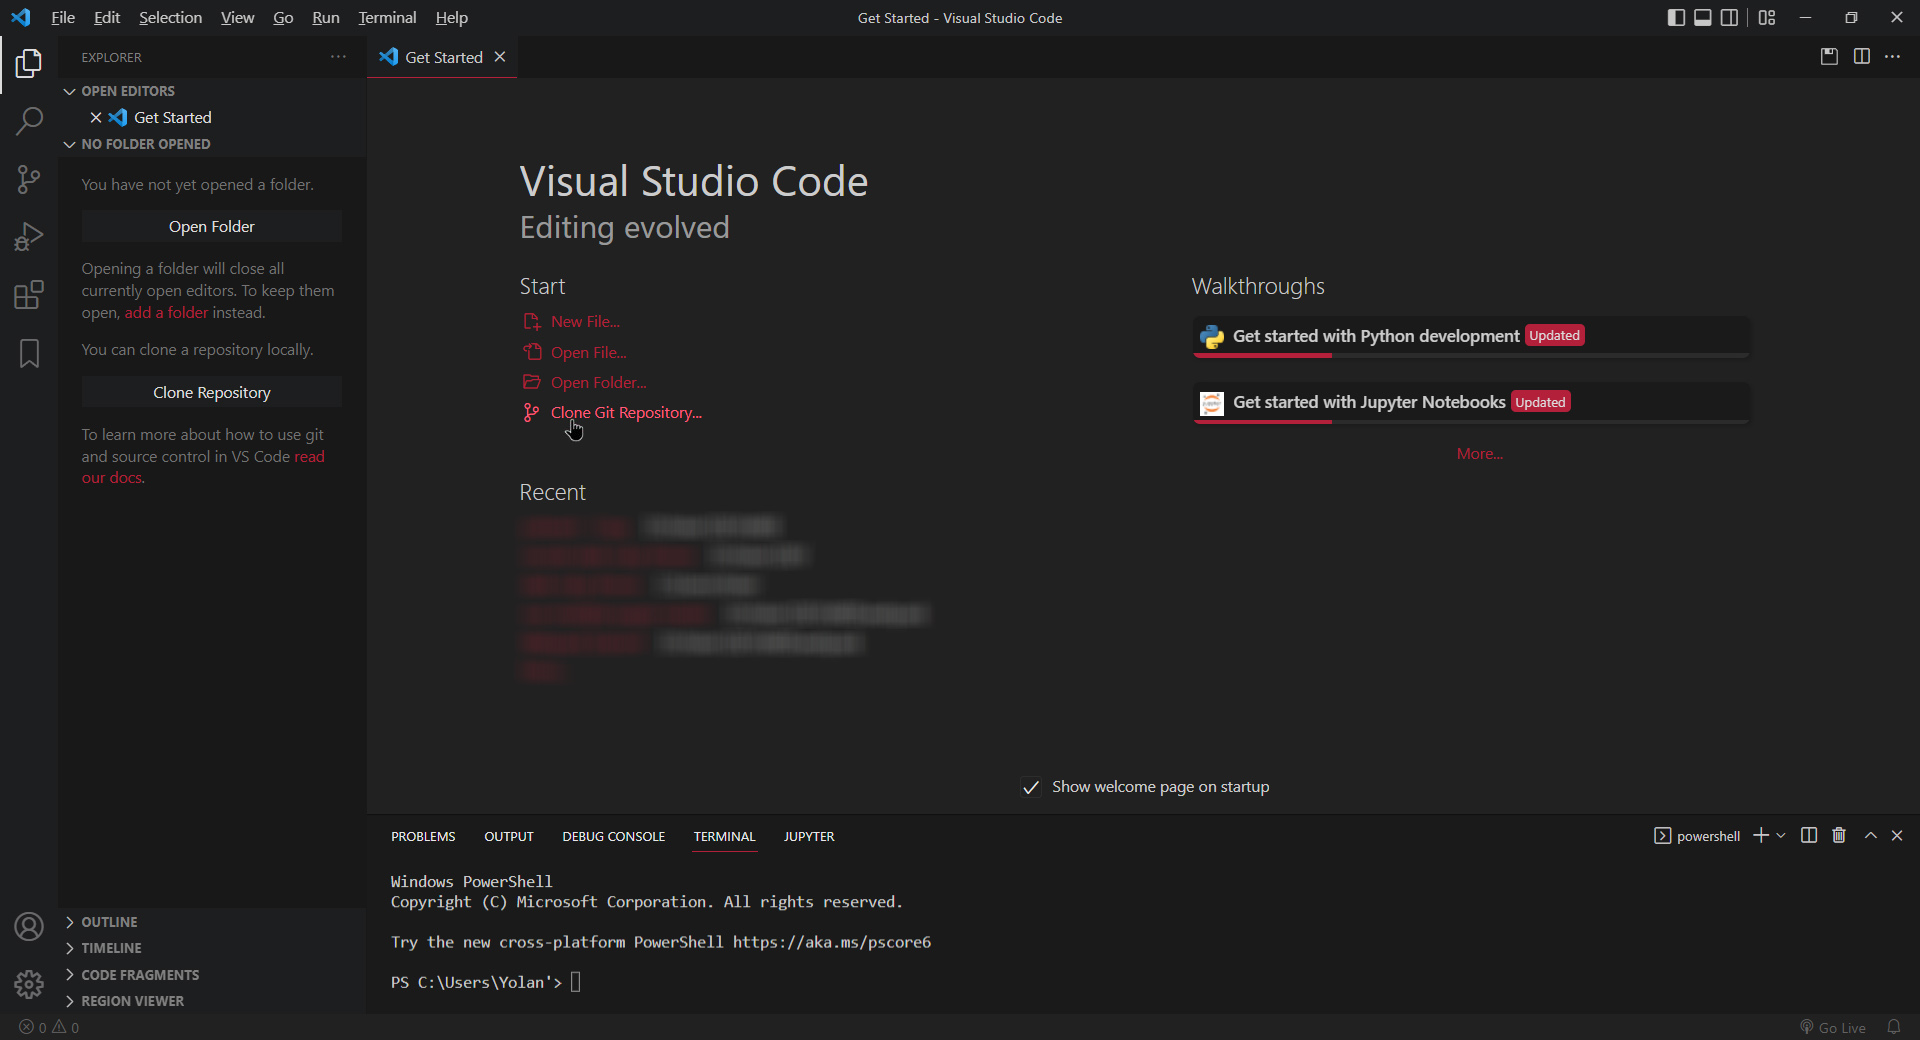 File Edit Selection View Go Run Terminal Help
Get Started - Visual Studio Code
EXPLORER
OPEN EDITORS
Get Started
NO FOLDER OPENED
You have not yet opened a folder.
Open Folder
Opening a folder will close all
currently open editors. To keep them
open, add a folder instead.
You can clone a repository locally.
Clone Repository
To learn more about how to use git
and source control in VS Code read
our docs.
OUTLINE
TIMELINE
CODE FRAGMENTS
REGION VIEWER
Get Started
Visual Studio Code
Editing evolved
Start
New File...
Open File...
Open Folder...
Clone Git Repository...
Recent
Walkthroughs
Get started with Python development Updated
Get started with Jupyter Notebooks Updated
More...
Show welcome page on startup
PROBLEMS OUTPUT DEBUG CONSOLE TERMINAL JUPYTER
powershell
Windows PowerShell
Copyright (C) Microsoft Corporation. All rights reserved.
Try the new cross-platform PowerShell https://aka.ms/pscore6
PS C:\Users\Yolan'>
0 0
Go Live